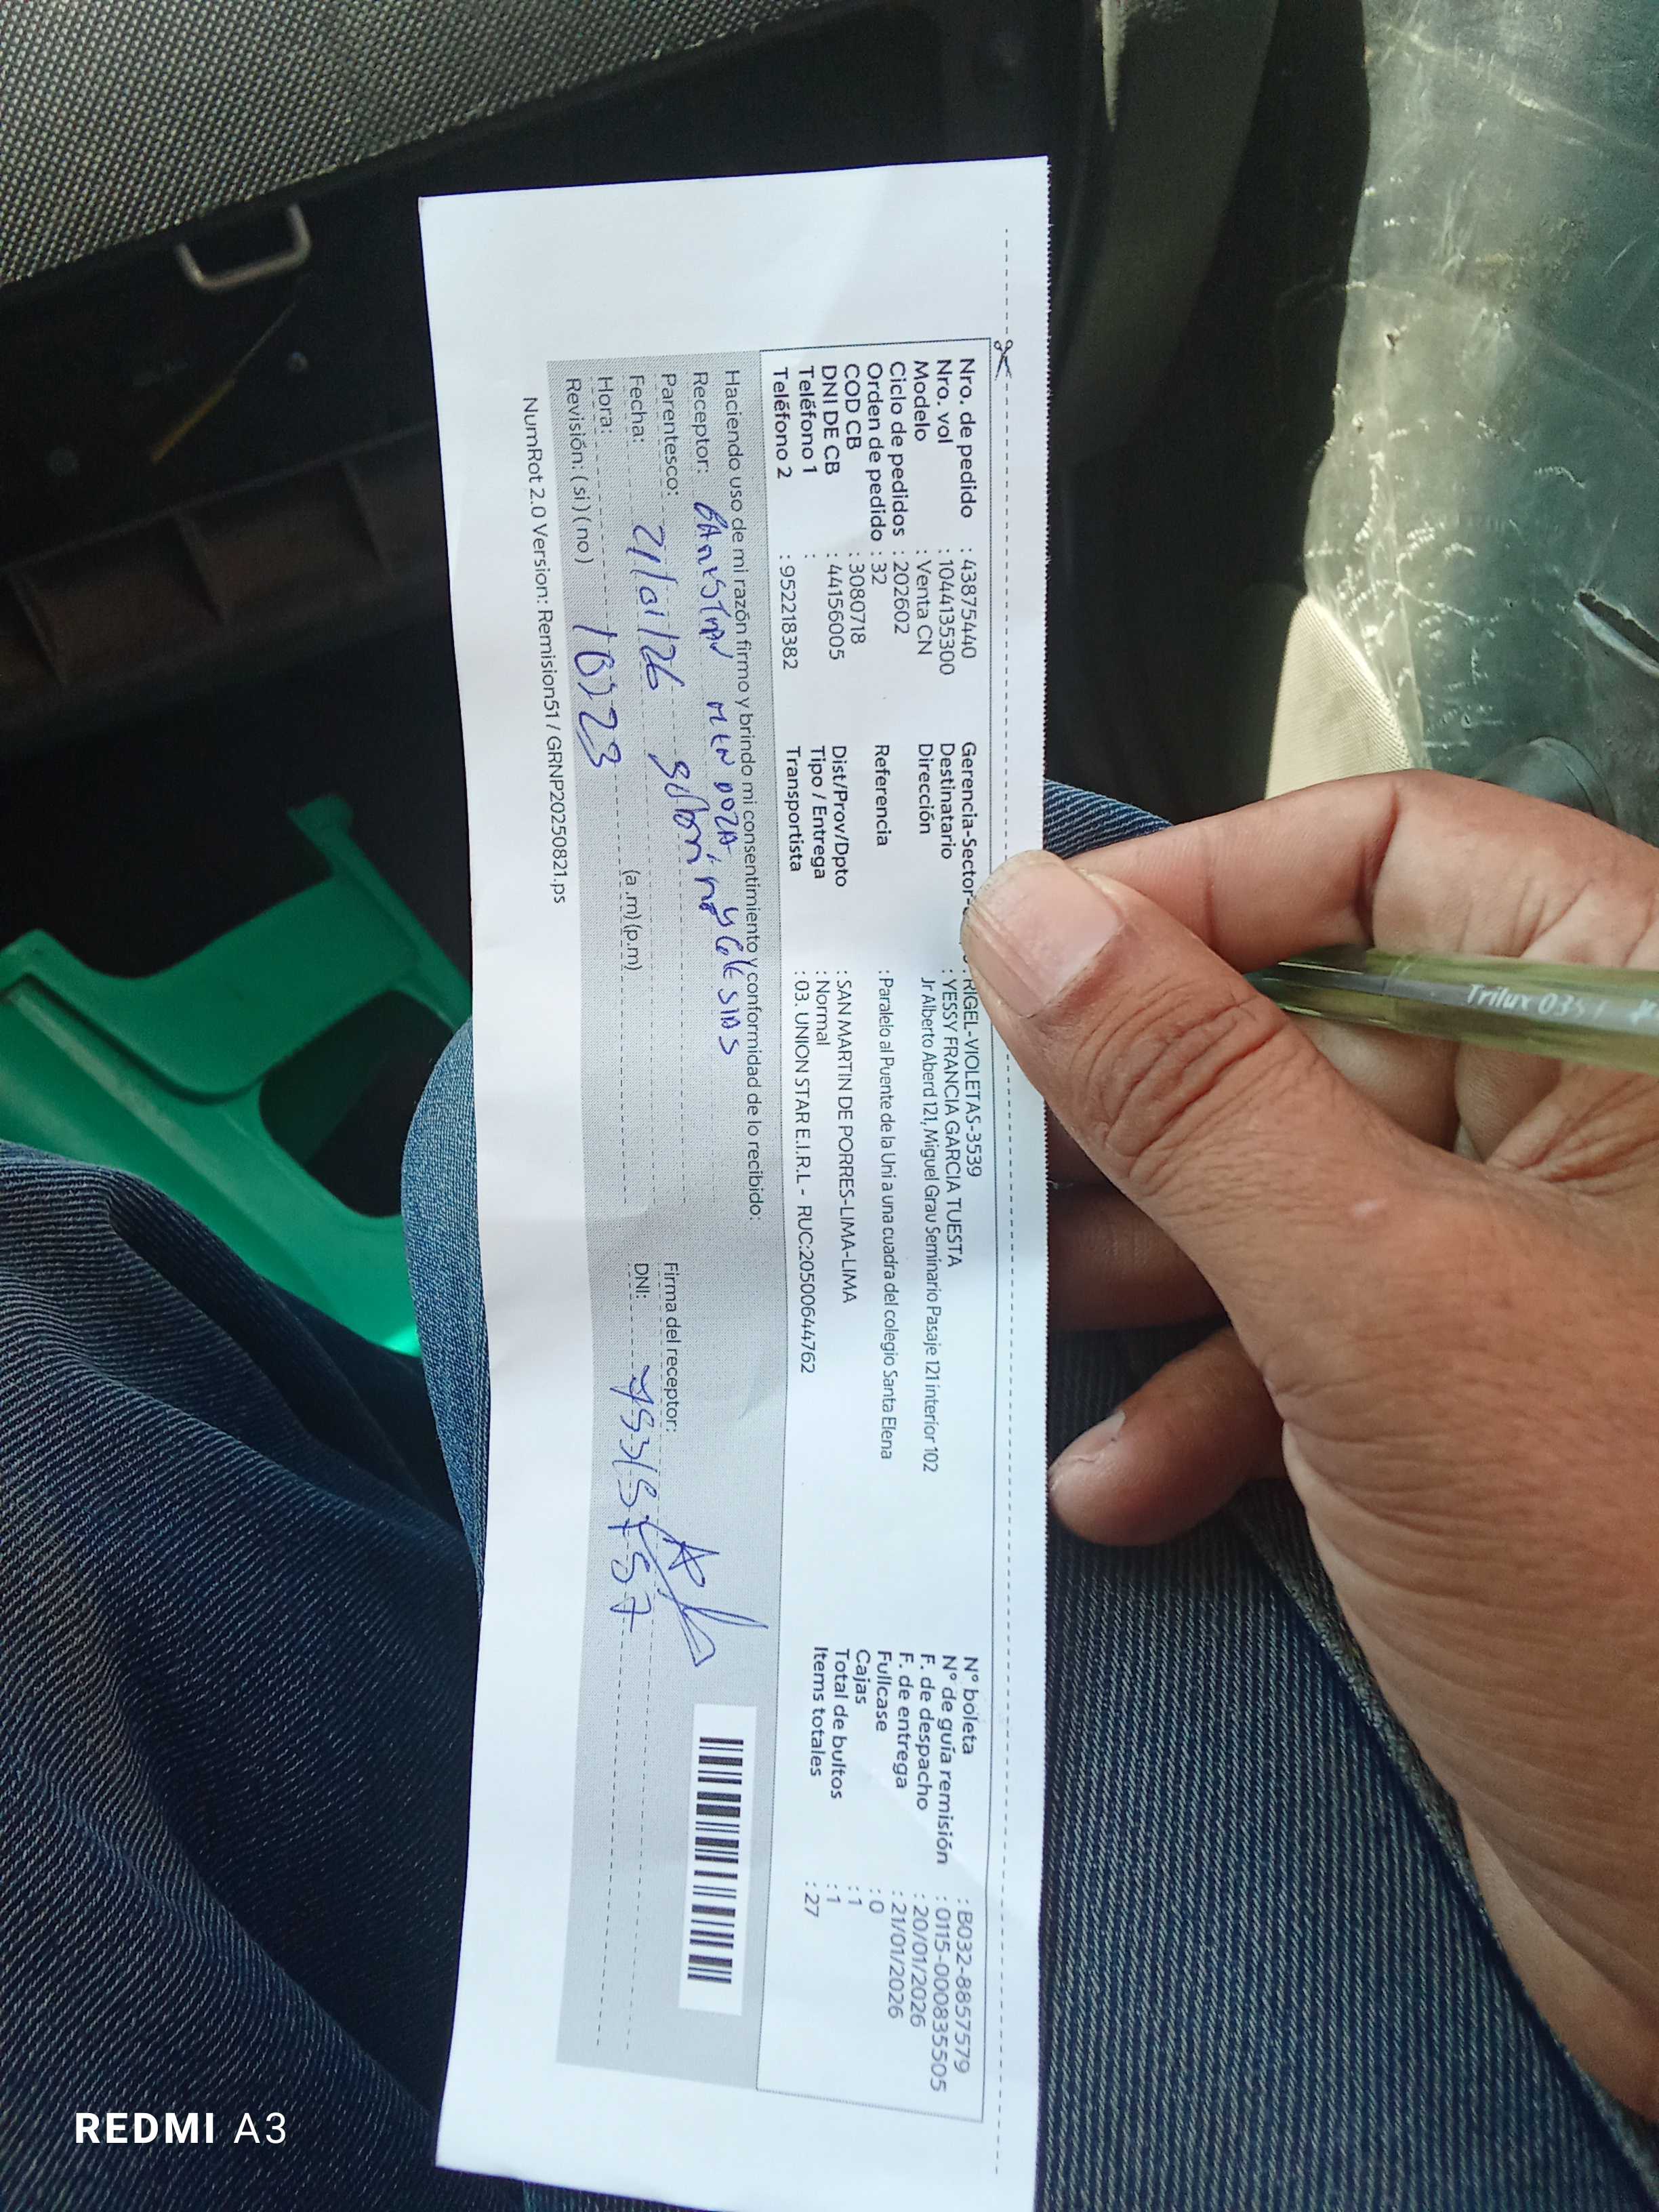 Nro. de pedido : 43875440
Nro. vol : 1044135300
Modelo : Venta CN
Ciclo de pedidos : 202602
Orden de pedido : 32
COD CB : 3080718
DNI DE CB : 44156005
Teléfono 1 :
Teléfono 2 : 952218382
Gerencia-Sector- : RIGEL-VIOLETAS-3539
Destinatario : YESSY FRANCIA GARCIA TUESTA
Dirección Jr Alberto Aberd 121, Miguel Grau Seminario Pasaje 121 interior 102
Referencia : Paralelo al Puente de la Uni a una cuadra del colegio Santa Elena
Dist/Prov/Dpto : SAN MARTIN DE PORRES-LIMA-LIMA
Tipo / Entrega : Normal
Transportista : 03. UNION STAR E.I.R.L - RUC:20500644762
N° boleta : B032-8857579
N° de guía remisión : 0115-000835505
F. de despacho : 20/01/2026
F. de entrega : 21/01/2026
Fullcase : 0
Cajas : 1
Total de bultos : 1
Items totales : 27
Haciendo uso de mi razón firmo y brindo mi consentimiento y conformidad de lo recibido:
Receptor: MENDOZA YGLESIAS
Parentesco: sobrino
Fecha: 21/01/26
Hora: (a.m) (p.m)
Revisión: ( si ) ( no )
Firma del receptor:
DNI:
NumRot 2.0 Version: Remision51 / GRNP20250821.ps
Trilux 035
REDMI A3